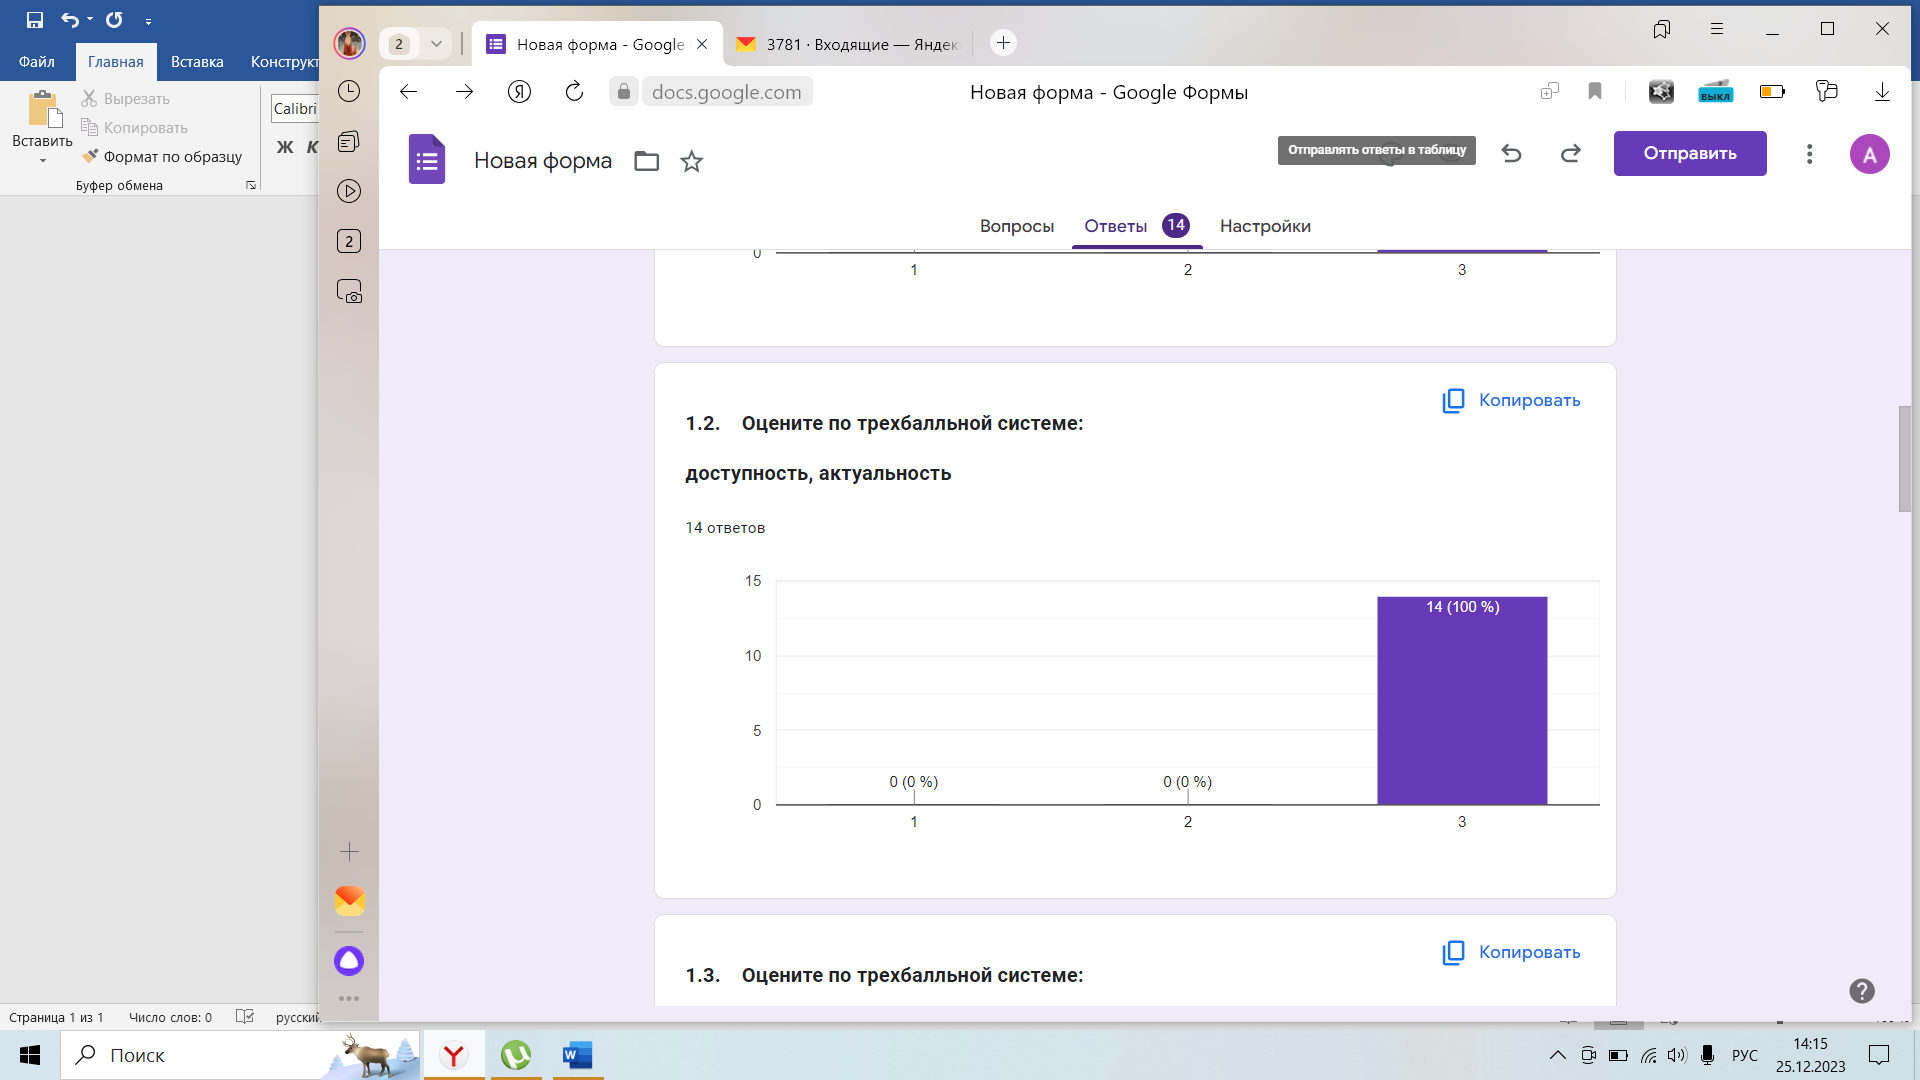 Файл
Главная
Вставка
Конструкт
Вставить
Вырезать
Копировать
Формат по образцу
Буфер обмена
Calibri
Ж К
2
Новая форма - Google
3781 · Входящие — Яндекс
Я
docs.google.com
Новая форма - Google Формы
выкл
2
Новая форма
Отправлять ответы в таблицу
Отправить
А
Вопросы
Ответы
14
Настройки
0
1
2
3
Копировать
1.2. Оцените по трехбалльной системе:
доступность, актуальность
14 ответов
15
10
5
0
0 (0 %)
0 (0 %)
14 (100 %)
1
2
3
Копировать
1.3. Оцените по трехбалльной системе:
Страница 1 из 1
Число слов: 0
русский
Поиск
РУС
14:15
25.12.2023